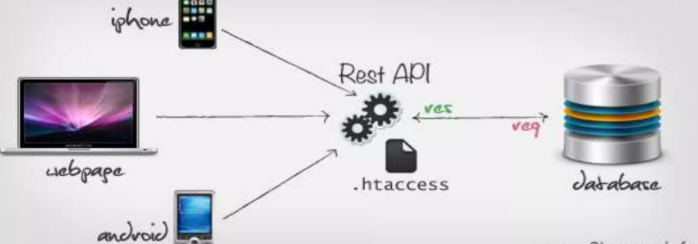 iphone
Rest API
res
req
webpage
.htaccess
database
android